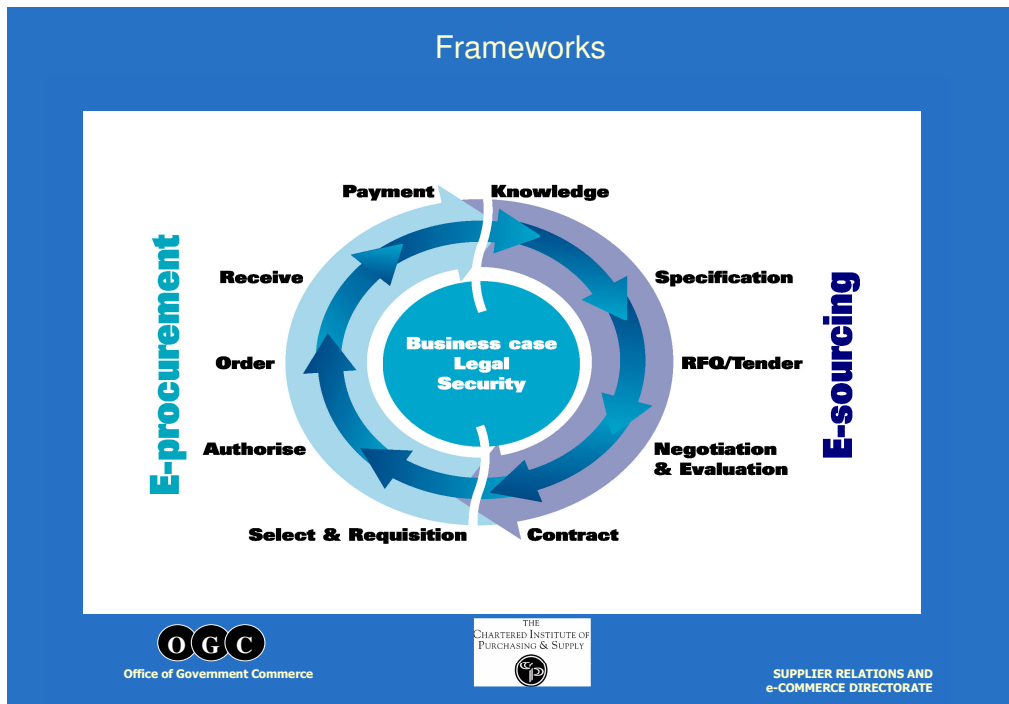 Frameworks
Payment
Knowledge
Receive
Specification
E-procurement
E-sourcing
Business case
Legal
Security
Order
RFQ/Tender
Authorise
Negotiation
& Evaluation
Select & Requisition
Contract
OGC
Office of Government Commerce
THE
CHARTERED INSTITUTE OF
PURCHASING & SUPPLY
SUPPLIER RELATIONS AND
e-COMMERCE DIRECTORATE